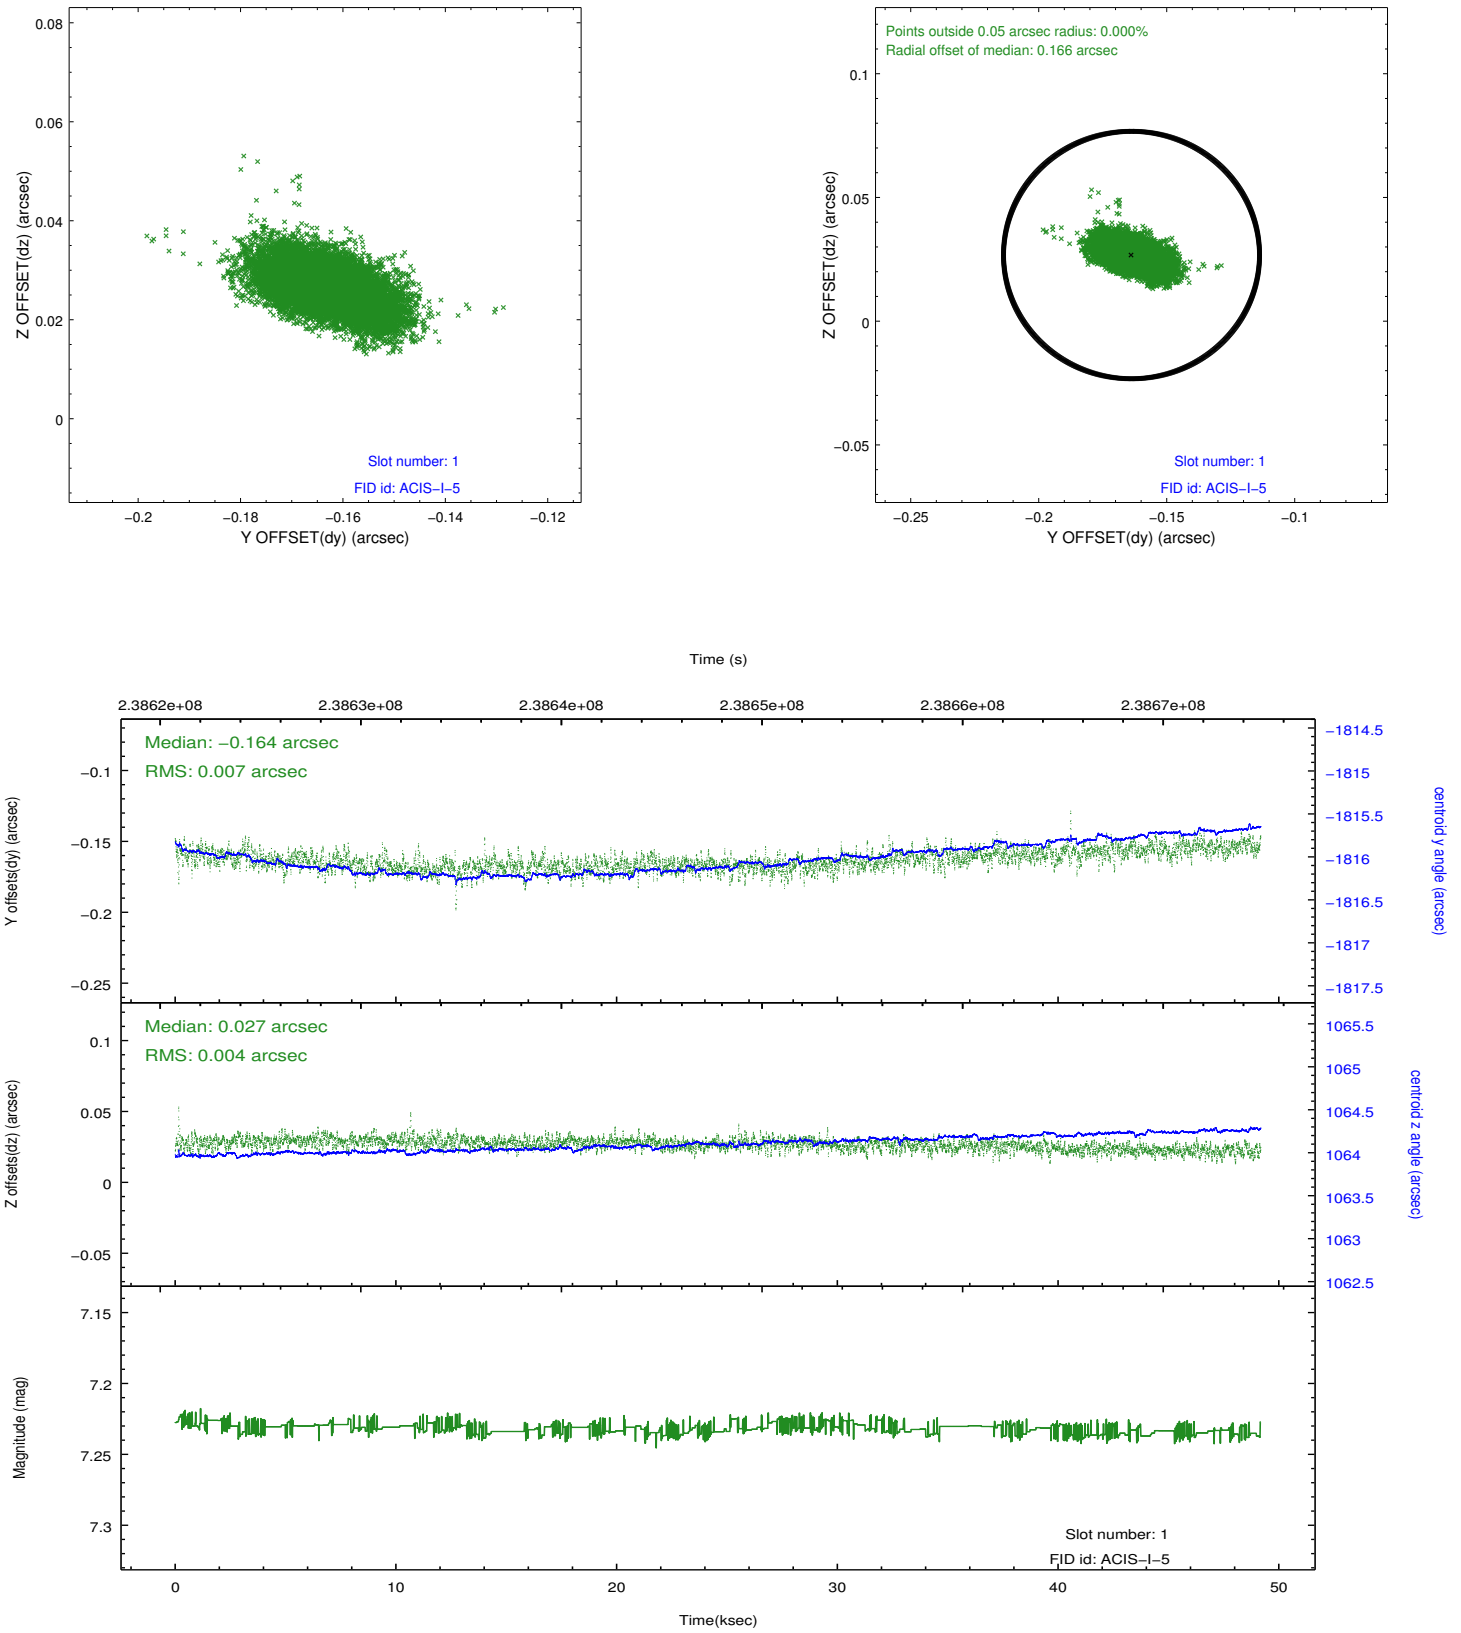 0.08
0.06
0.04
0.02
0
Z OFFSET(dz) (arcsec)
Slot number: 1
FID id: ACIS−I−5
−0.2
−0.18
−0.16
−0.14
−0.12
Y OFFSET(dy) (arcsec)
Points outside 0.05 arcsec radius: 0.000%
Radial offset of median: 0.166 arcsec
0.1
0.05
0
−0.05
Z OFFSET(dz) (arcsec)
Slot number: 1
FID id: ACIS−I−5
−0.25
−0.2
−0.15
−0.1
Y OFFSET(dy) (arcsec)
Time (s)
2.3862e+08
2.3863e+08
2.3864e+08
2.3865e+08
2.3866e+08
2.3867e+08
Median: −0.164 arcsec
RMS: 0.007 arcsec
−0.1
−0.15
−0.2
−0.25
Y offsets(dy) (arcsec)
−1814.5
−1815
−1815.5
−1816
−1816.5
−1817
−1817.5
centroid y angle (arcsec)
Median: 0.027 arcsec
RMS: 0.004 arcsec
0.1
0.05
0
−0.05
Z offsets(dz) (arcsec)
1065.5
1065
1064.5
1064
1063.5
1063
1062.5
centroid z angle (arcsec)
7.15
7.2
7.25
7.3
Magnitude (mag)
Slot number: 1
FID id: ACIS−I−5
0
10
20
30
40
50
Time(ksec)